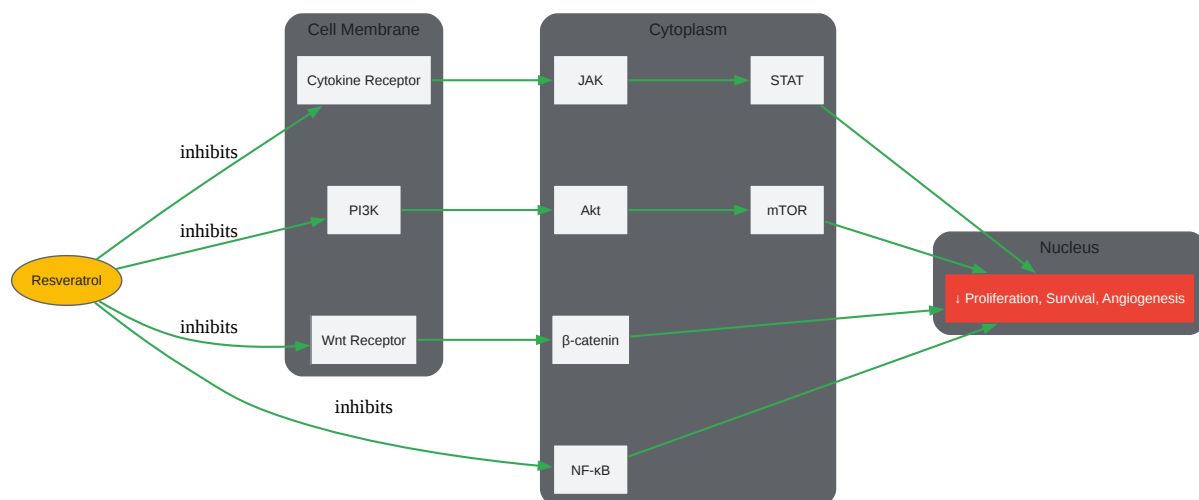 Cell Membrane
Cytoplasm
Cytokine Receptor
JAK
STAT
inhibits
PI3K
Akt
mTOR
inhibits
Nucleus
Resveratrol
↓ Proliferation, Survival, Angiogenesis
inhibits
Wnt Receptor
β-catenin
inhibits
NF-κB